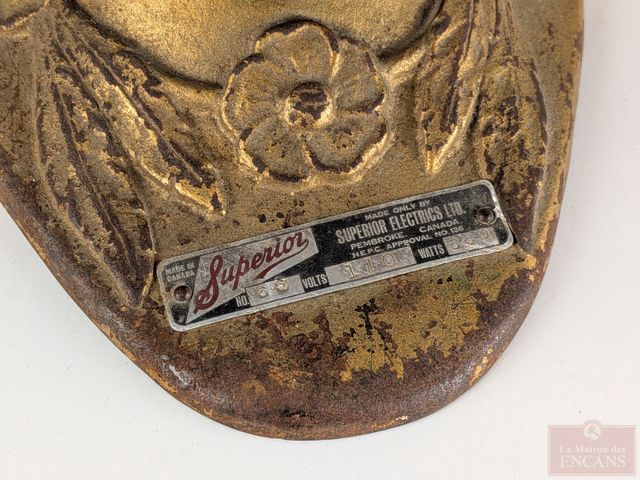 MADE IN
CANADA
Superior
MADE ONLY BY
SUPERIOR ELECTRICS LTD.
PEMBROKE, CANADA.
H.E.P.C. APPROVAL NO. 136
NO. VOLTS 110 WATTS
La Maison des
ENCANS